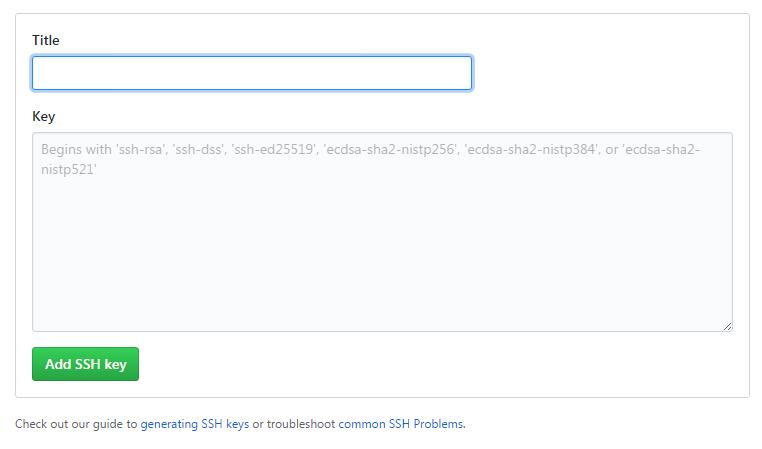 Title
Key
Begins with 'ssh-rsa', 'ssh-dss', 'ssh-ed25519', 'ecdsa-sha2-nistp256', 'ecdsa-sha2-nistp384', or 'ecdsa-sha2-
nistp521'
Add SSH key
Check out our guide to generating SSH keys or troubleshoot common SSH Problems.